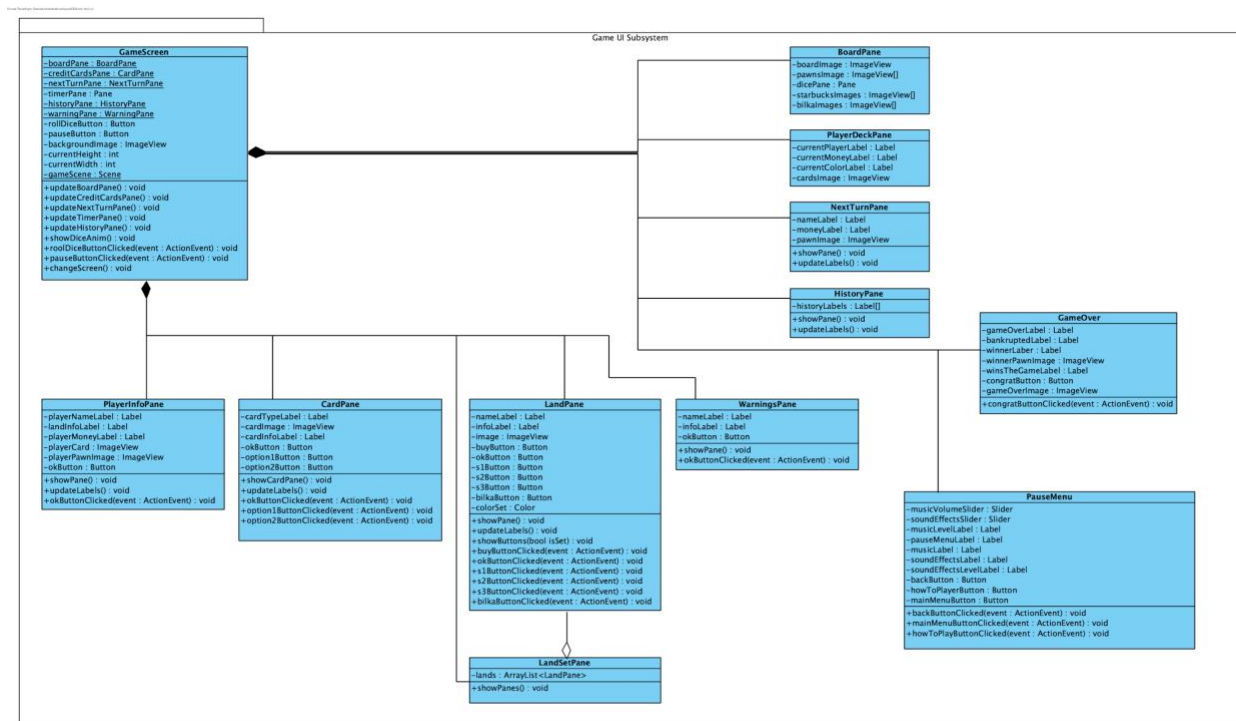 Game UI Subsystem
GameScreen
-boardPane : BoardPane
-creditCardsPane : CardPane
-nextTurnPane : NextTurnPane
-timerPane : Pane
-historyPane : HistoryPane
-warningPane : WarningPane
-rollDiceButton : Button
-pauseButton : Button
-backgroundImage : ImageView
-currentHeight : int
-currentWidth : int
-gameScene : Scene
+updateBoardPane() : void
+updateCreditCardsPane() : void
+updateNextTurnPane() : void
+updateTimerPane() : void
+updateHistoryPane() : void
+showDiceAnim() : void
+roolDiceButtonClicked(event : ActionEvent) : void
+pauseButtonClicked(event : ActionEvent) : void
+changeScreen() : void
BoardPane
-boardImage : ImageView
-pawnsImage : ImageView[]
-dicePane : Pane
-starbucksImages : ImageView[]
-bilkaImages : ImageView[]
PlayerDeckPane
-currentPlayerLabel : Label
-currentMoneyLabel : Label
-currentColorLabel : Label
-cardsImage : ImageView
NextTurnPane
-nameLabel : Label
-moneyLabel : Label
-pawnImage : ImageView
+showPane() : void
+updateLabels() : void
HistoryPane
-historyLabels : Label[]
+showPane() : void
+updateLabels() : void
GameOver
-gameOverLabel : Label
-bankruptedLabel : Label
-winnerLaber : Label
-winnerPawnImage : ImageView
-winsTheGameLabel : Label
-congratButton : Button
-gameOverImage : ImageView
+congratButtonClicked(event : ActionEvent) : void
PlayerInfoPane
-playerNameLabel : Label
-landInfoLabel : Label
-playerMoneyLabel : Label
-playerCard : ImageView
-playerPawnImage : ImageView
-okButton : Button
+showPane() : void
+updateLabels() : void
+okButtonClicked(event : ActionEvent) : void
CardPane
-cardTypeLabel : Label
-cardImage : ImageView
-cardInfoLabel : Label
-okButton : Button
-option1Button : Button
-option2Button : Button
+showCardPane() : void
+updateLabels() : void
+okButtonClicked(event : ActionEvent) : void
+option1ButtonClicked(event : ActionEvent) : void
+option2ButtonClicked(event : ActionEvent) : void
LandPane
-nameLabel : Label
-infoLabel : Label
-image : ImageView
-buyButton : Button
-okButton : Button
-s1Button : Button
-s2Button : Button
-s3Button : Button
-bilkaButton : Button
-colorSet : Color
+showPane() : void
+updateLabels() : void
+showButtons(bool isSet) : void
+buyButtonClicked(event : ActionEvent) : void
+okButtonClicked(event : ActionEvent) : void
+s1ButtonClicked(event : ActionEvent) : void
+s2ButtonClicked(event : ActionEvent) : void
+s3ButtonClicked(event : ActionEvent) : void
+bilkaButtonClicked(event : ActionEvent) : void
WarningsPane
-nameLabel : Label
-infoLabel : Label
-okButton : Button
+showPane() : void
+okButtonClicked(event : ActionEvent) : void
PauseMenu
-musicVolumeSlider : Slider
-soundEffectsSlider : Slider
-musicLevelLabel : Label
-pauseMenuLabel : Label
-musicLabel : Label
-soundEffectsLabel : Label
-soundEffectsLevelLabel : Label
-backButton : Button
-howToPlayerButton : Button
-mainMenuButton : Button
+backButtonClicked(event : ActionEvent) : void
+mainMenuButtonClicked(event : ActionEvent) : void
+howToPlayButtonClicked(event : ActionEvent) : void
LandSetPane
-lands : ArrayList<LandPane>
+showPanes() : void